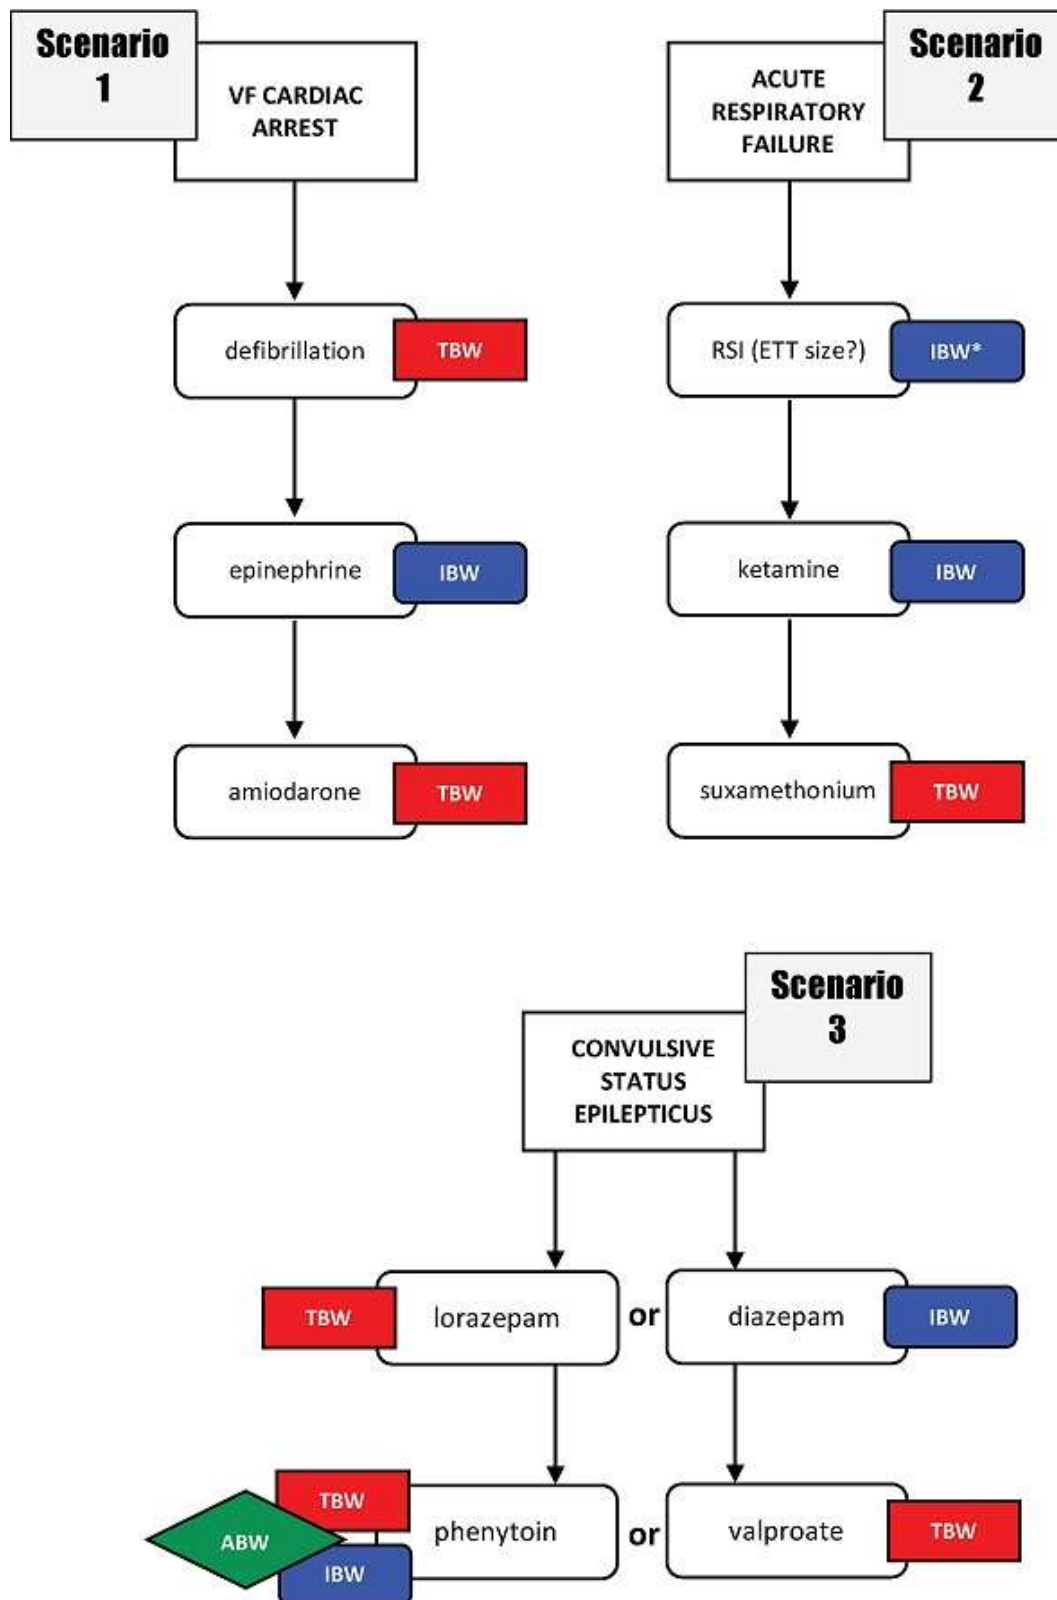 Scenario
1
VF CARDIAC
ARREST
defibrillation
TBW
epinephrine
IBW
amiodarone
TBW
Scenario
2
ACUTE
RESPIRATORY
FAILURE
RSI (ETT size?)
IBW*
ketamine
IBW
suxamethonium
TBW
Scenario
3
CONVULSIVE
STATUS
EPILEPTICUS
TBW
lorazepam
or
diazepam
IBW
TBW
ABW
IBW
phenytoin
or
valproate
TBW